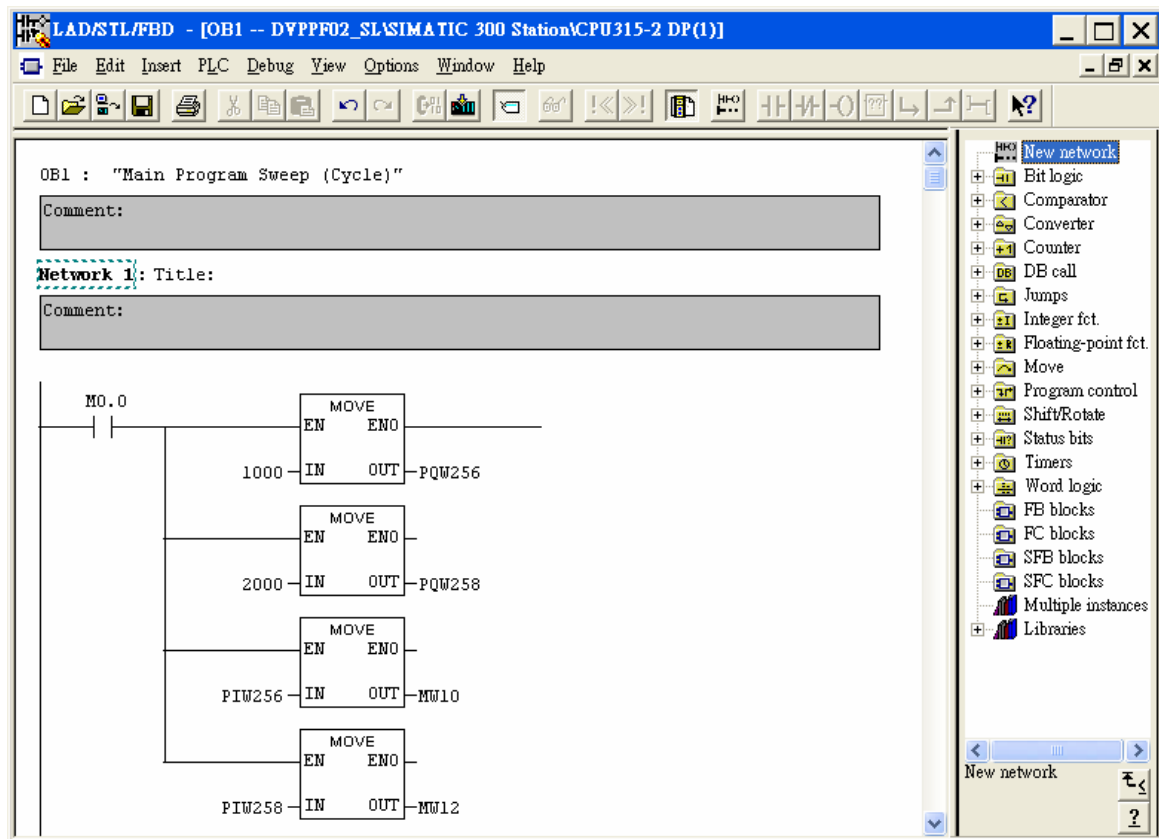 LAD/STL/FBD - [OB1 -- DVPPF02_SL\SIMATIC 300 Station\CPU315-2 DP(1)]
File Edit Insert PLC Debug View Options Window Help
OB1 : "Main Program Sweep (Cycle)"
Comment:
Network 1: Title:
Comment:
M0.0
MOVE
EN ENO
1000 IN OUT PQW256
MOVE
EN ENO
2000 IN OUT PQW258
MOVE
EN ENO
PIW256 IN OUT MW10
MOVE
EN ENO
PIW258 IN OUT MW12
New network
Bit logic
Comparator
Converter
Counter
DB call
Jumps
Integer fct.
Floating-point fct.
Move
Program control
Shift/Rotate
Status bits
Timers
Word logic
FB blocks
FC blocks
SFB blocks
SFC blocks
Multiple instances
Libraries
New network